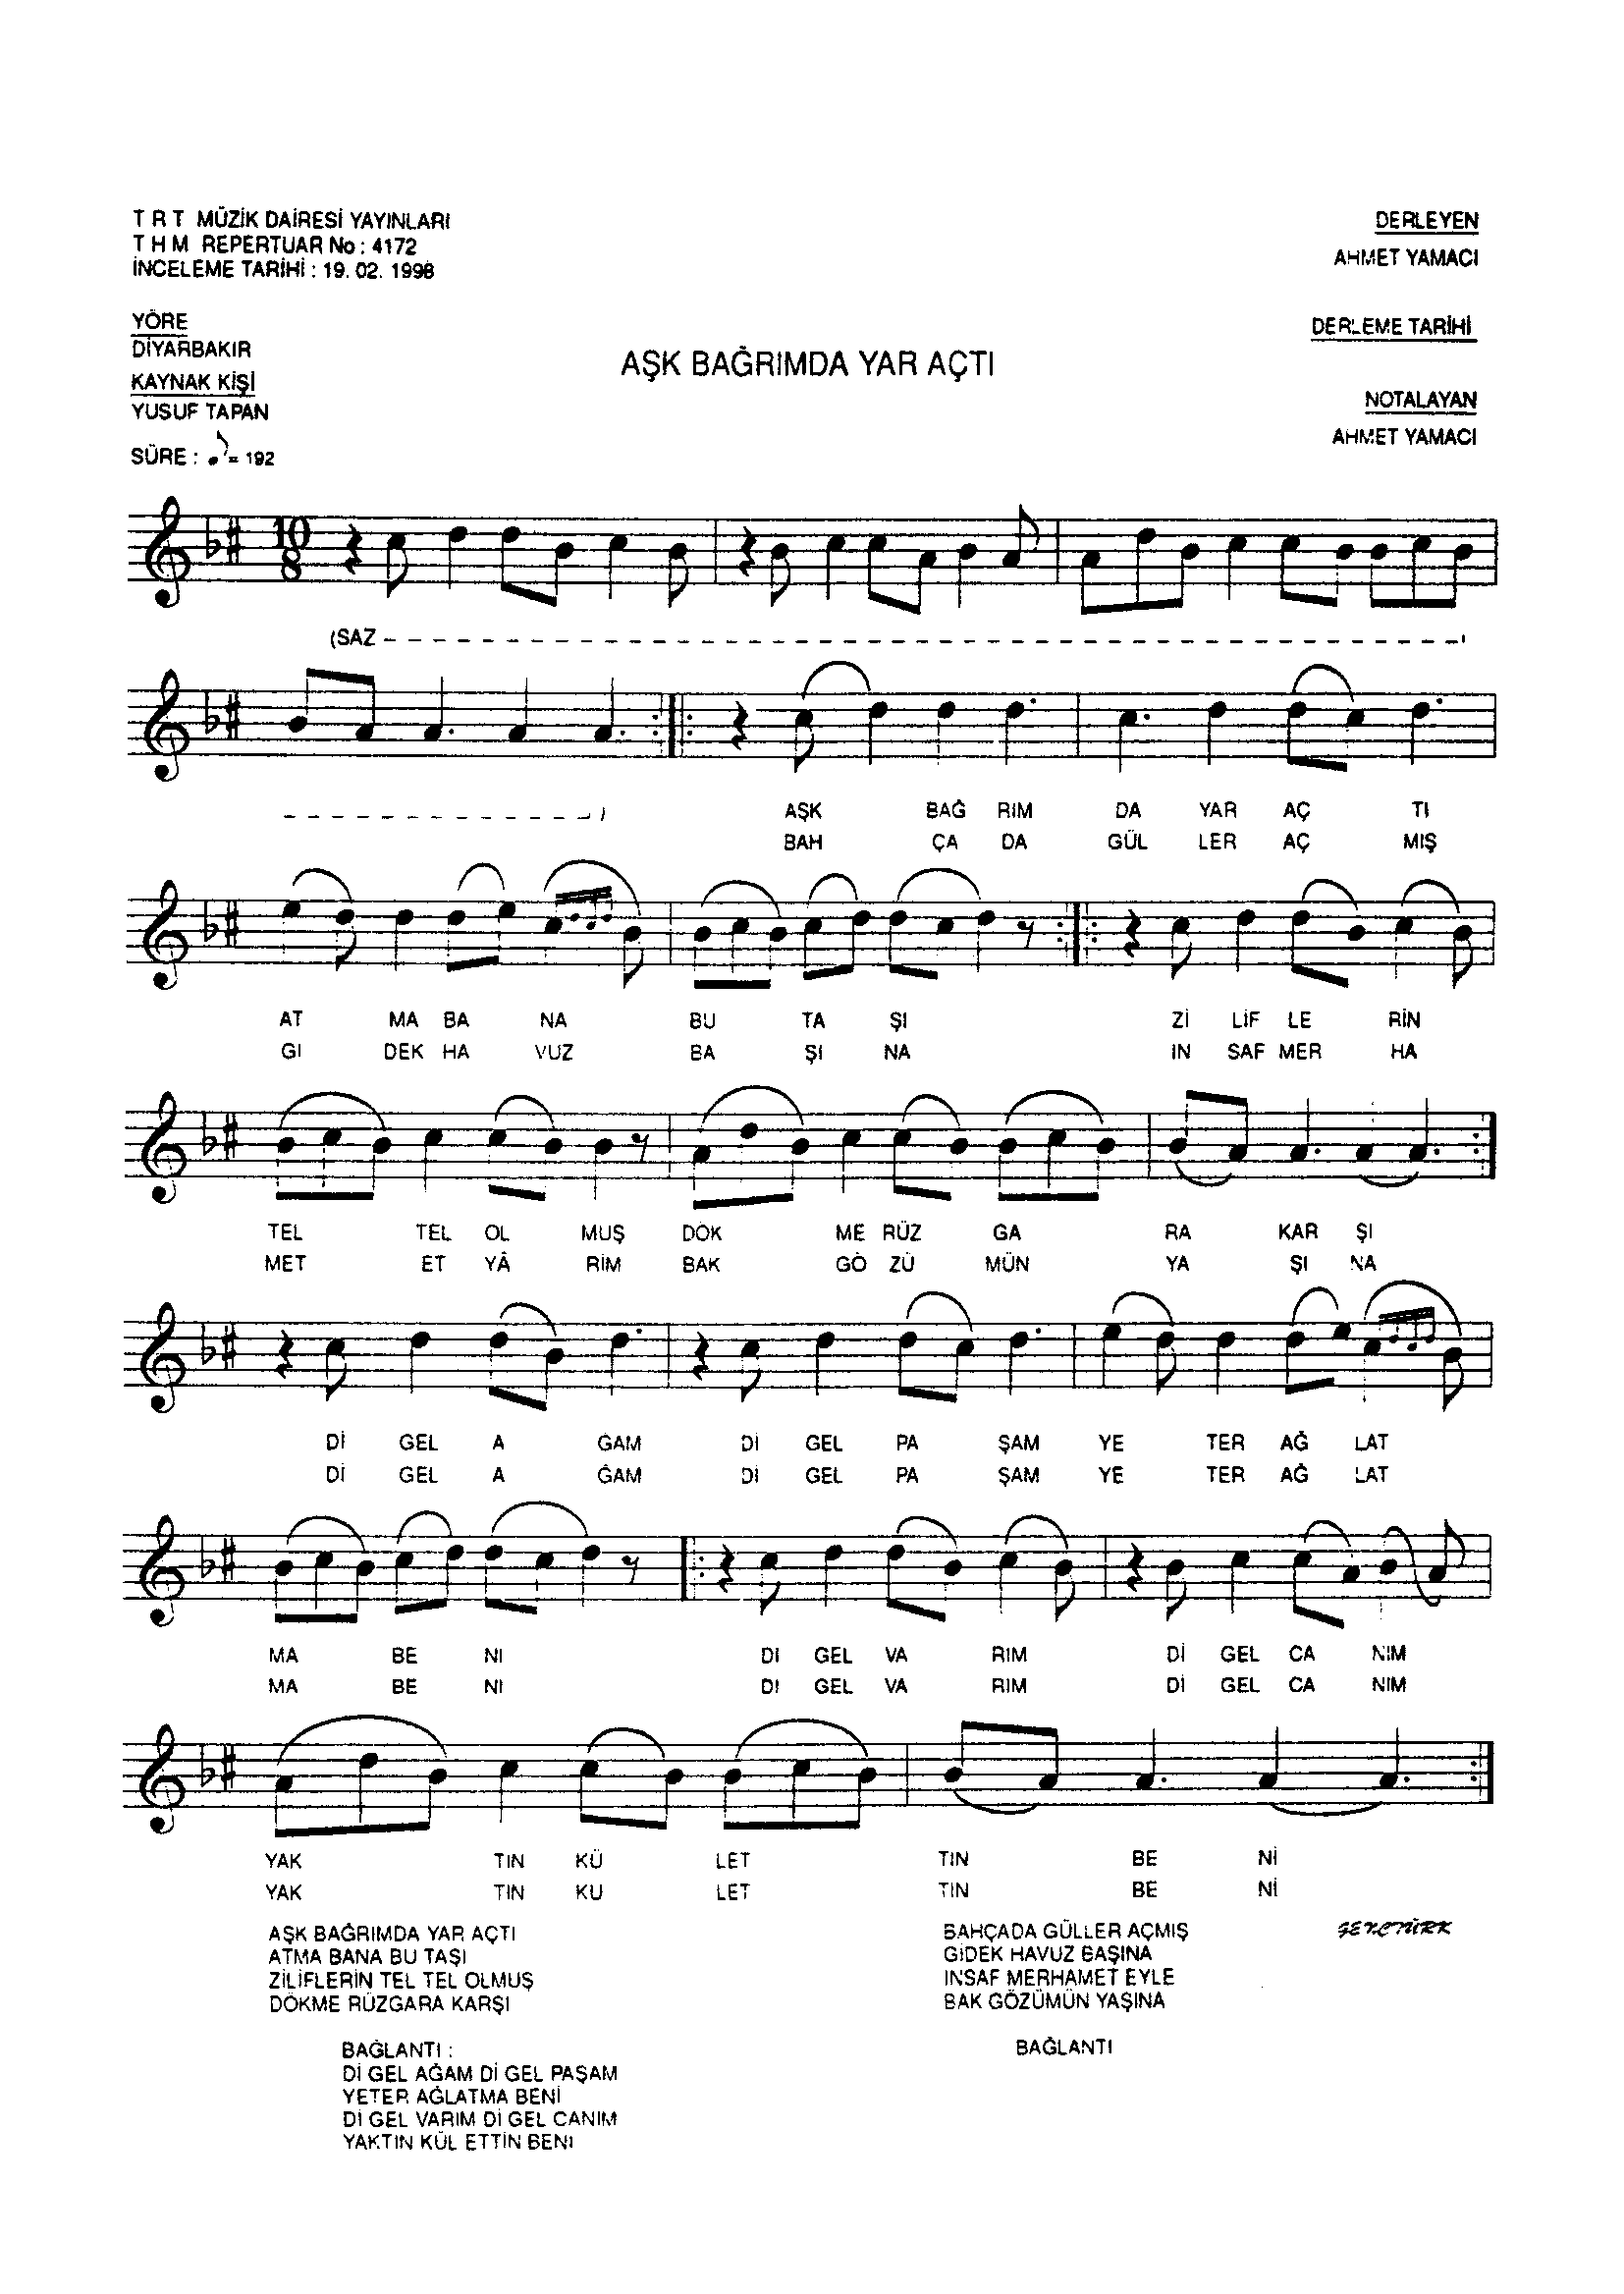 T R T MÜZİK DAİRESİ YAYINLARI
T H M REPERTUAR No : 4172
İNCELEME TARİHİ : 19. 02. 1998
DERLEYEN
AHMET YAMACI
YÖRE
DİYARBAKIR
DERLEME TARİHİ
AŞK BAĞRIMDA YAR AÇTI
KAYNAK KİŞİ
YUSUF TAPAN
NOTALAYAN
AHMET YAMACI
SÜRE : ♪ = 192
10
8
(SAZ
)
AŞK BAĞ RIM DA YAR AÇ TI
BAH ÇA DA GÜL LER AÇ MIŞ
AT MA BA NA BU TA ŞI Zİ LİF LE RİN
GI DEK HA VUZ BA ŞI NA IN SAF MER HA
TEL TEL OL MUŞ DÖK ME RÜZ GA RA KAR ŞI
MET ET YÂ RİM BAK GÖ ZÜ MÜN YA ŞI NA
Dİ GEL A GAM Dİ GEL PA ŞAM YE TER AĞ LAT
Dİ GEL A ĞAM Dİ GEL PA ŞAM YE TER AĞ LAT
MA BE NI DI GEL VA RIM Dİ GEL CA NIM
MA BE NI DI GEL VA RIM Dİ GEL CA NIM
YAK TIN KÜ LET TIN BE Nİ
YAK TIN KU LET TIN BE Nİ
AŞK BAĞRIMDA YAR AÇTI
ATMA BANA BU TAŞI
ZİLİFLERİN TEL TEL OLMUŞ
DÖKME RÜZGARA KARŞI
BAĞLANTI :
Dİ GEL AĞAM Dİ GEL PAŞAM
YETER AĞLATMA BENİ
Dİ GEL VARIM Dİ GEL CANIM
YAKTIN KÜL ETTİN BENI
BAHÇADA GÜLLER AÇMIŞ
GİDEK HAVUZ BAŞINA
INSAF MERHAMET EYLE
BAK GÖZÜMÜN YAŞINA
BAĞLANTI
GENÇTÜRK